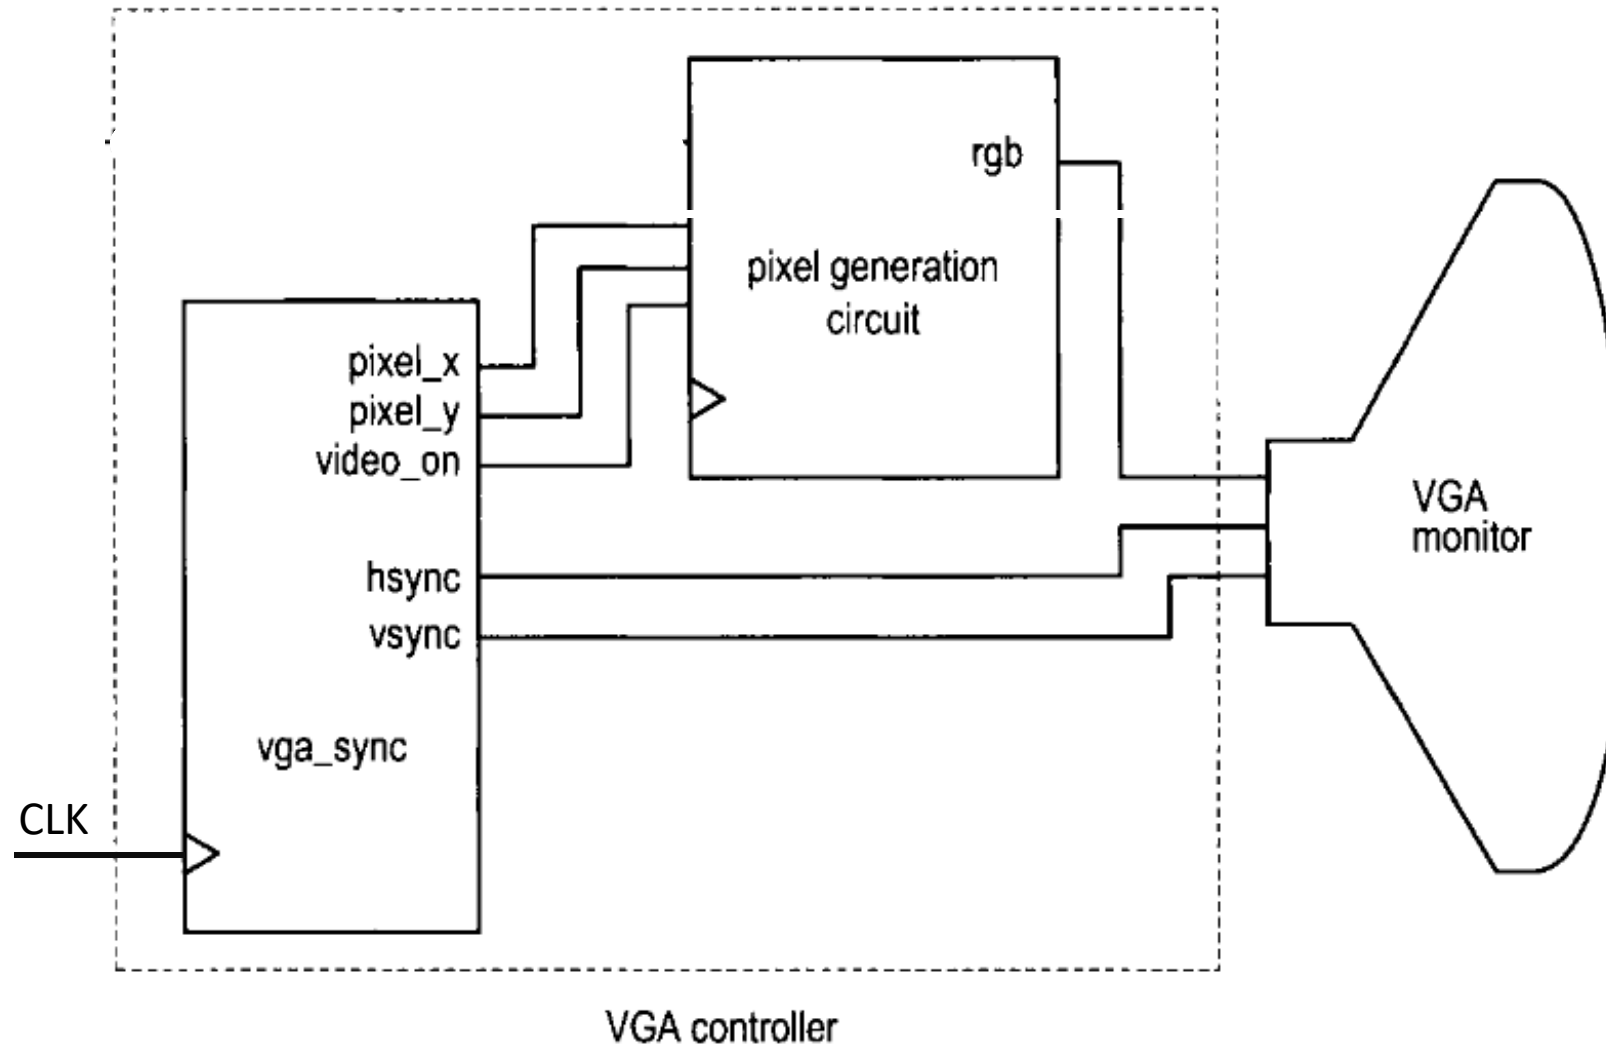 rgb
pixel generation
circuit
pixel_x
pixel_y
video_on
hsync
vsync
vga_sync
CLK
VGA
monitor
VGA controller